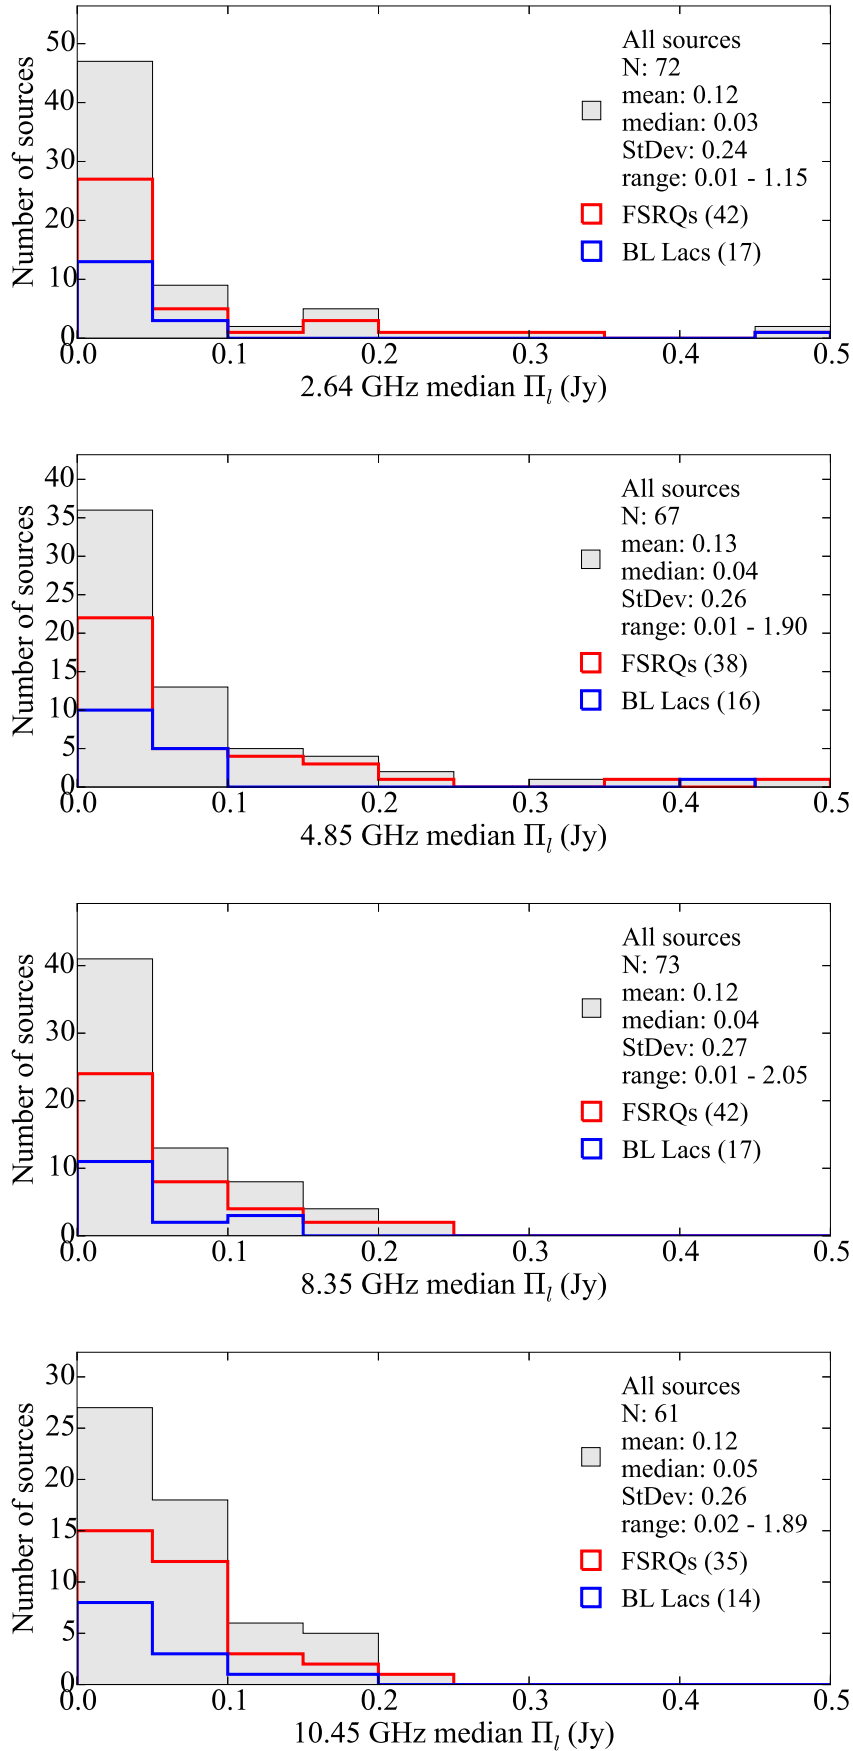 50
40
30
20
10
0
Number of sources
All sources
N: 72
mean: 0.12
median: 0.03
StDev: 0.24
range: 0.01 - 1.15
FSRQs (42)
BL Lacs (17)
0.0 0.1 0.2 0.3 0.4 0.5
2.64 GHz median Π_l (Jy)
40
35
30
25
20
15
10
5
0
Number of sources
All sources
N: 67
mean: 0.13
median: 0.04
StDev: 0.26
range: 0.01 - 1.90
FSRQs (38)
BL Lacs (16)
0.0 0.1 0.2 0.3 0.4 0.5
4.85 GHz median Π_l (Jy)
40
30
20
10
0
Number of sources
All sources
N: 73
mean: 0.12
median: 0.04
StDev: 0.27
range: 0.01 - 2.05
FSRQs (42)
BL Lacs (17)
0.0 0.1 0.2 0.3 0.4 0.5
8.35 GHz median Π_l (Jy)
30
25
20
15
10
5
0
Number of sources
All sources
N: 61
mean: 0.12
median: 0.05
StDev: 0.26
range: 0.02 - 1.89
FSRQs (35)
BL Lacs (14)
0.0 0.1 0.2 0.3 0.4 0.5
10.45 GHz median Π_l (Jy)